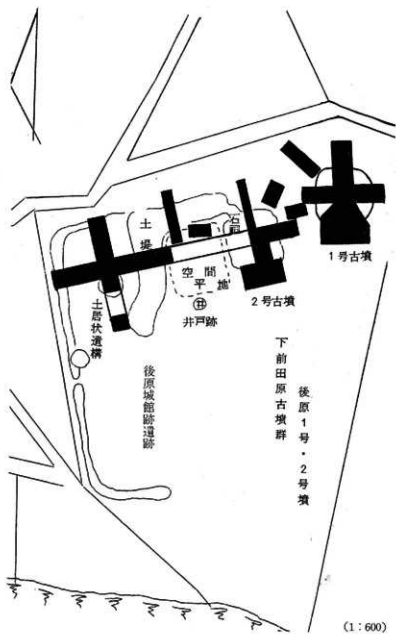 土堤
石祠
1号古墳
空間
平地
2号古墳
井
井戸跡
土居状遺構
後原城館跡遺跡
下前田原古墳群
後原1号・2号墳
(1:600)